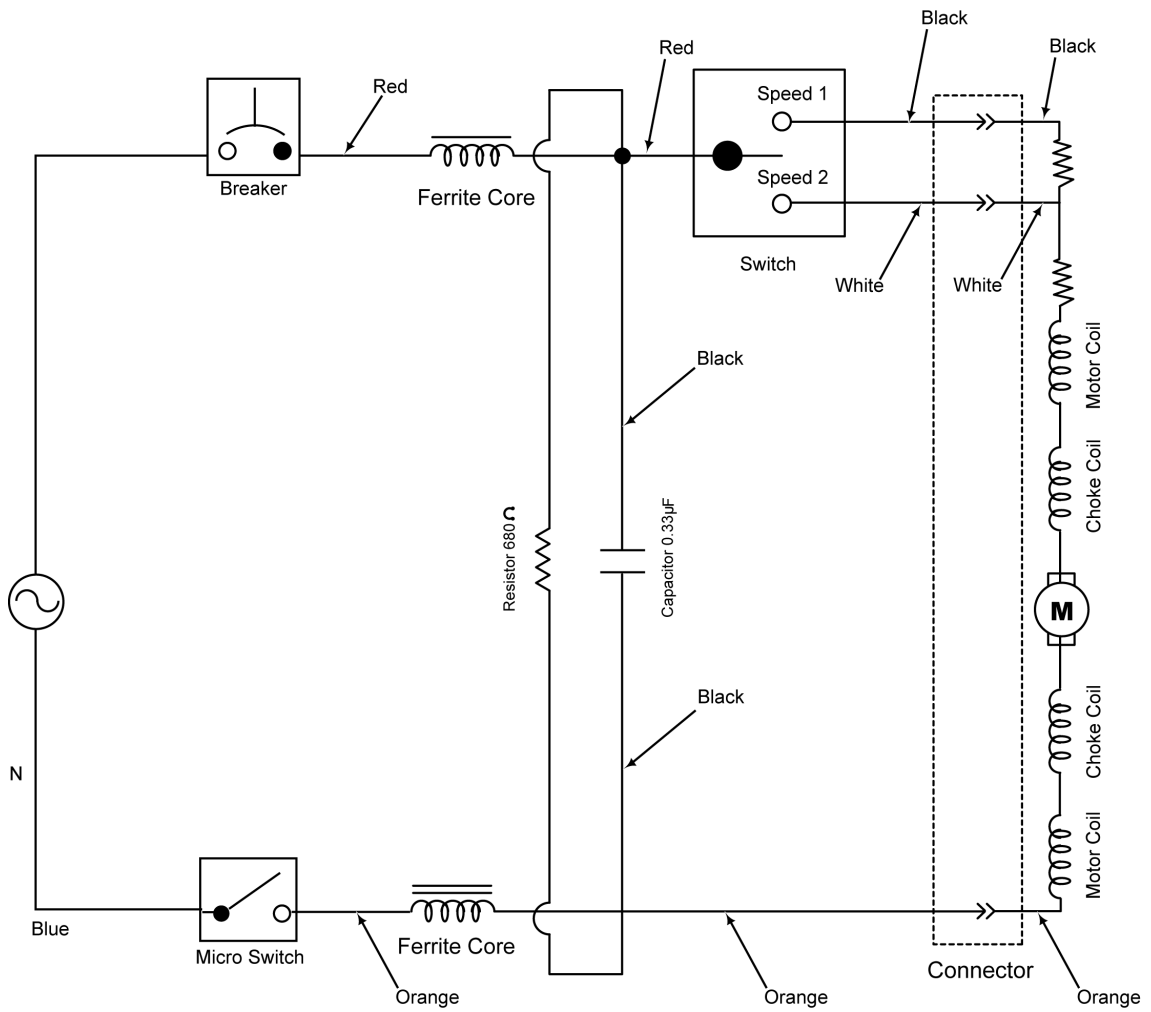 Black
Black
Red
Red
Speed 1
Speed 2
Breaker
Ferrite Core
Switch
White
White
Black
Motor Coil
Choke Coil
Resistor 680Ω
Capacitor 0.33µF
M
Black
Choke Coil
N
Motor Coil
Blue
Micro Switch
Ferrite Core
Connector
Orange
Orange
Orange